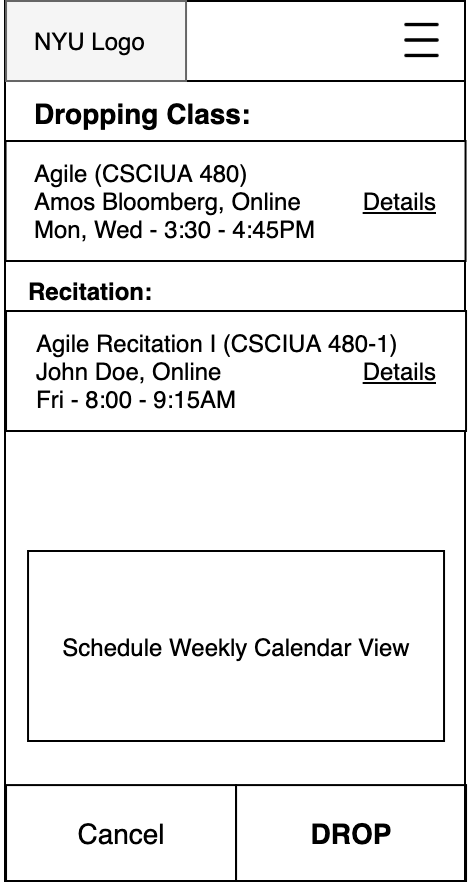 NYU Logo
Dropping Class:
Agile (CSCIUA 480)
Amos Bloomberg, Online
Details
Mon, Wed - 3:30 - 4:45PM
Recitation:
Agile Recitation I (CSCIUA 480-1)
John Doe, Online
Details
Fri - 8:00 - 9:15AM
Schedule Weekly Calendar View
Cancel
DROP